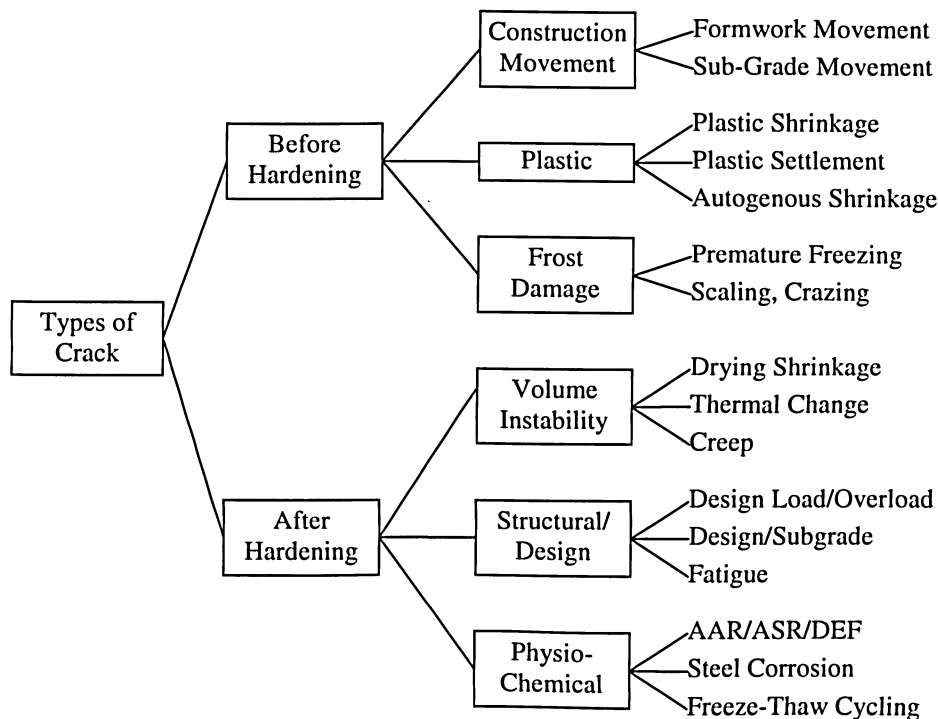 Types of
Crack
Before
Hardening
Construction
Movement
Formwork Movement
Sub-Grade Movement
Plastic
Plastic Shrinkage
Plastic Settlement
Autogenous Shrinkage
Frost
Damage
Premature Freezing
Scaling, Crazing
After
Hardening
Volume
Instability
Drying Shrinkage
Thermal Change
Creep
Structural/
Design
Design Load/Overload
Design/Subgrade
Fatigue
Physio-
Chemical
AAR/ASR/DEF
Steel Corrosion
Freeze-Thaw Cycling